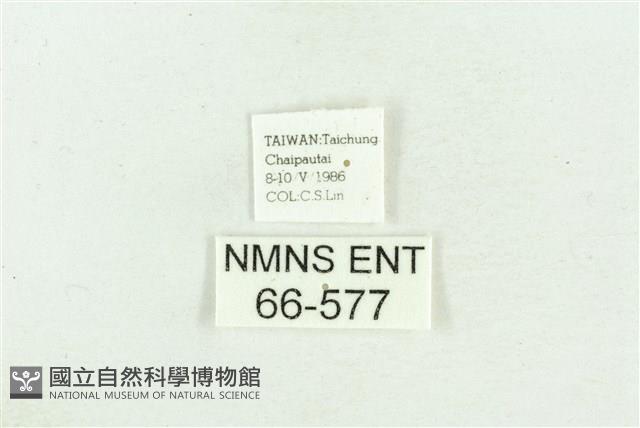 TAIWAN:Taichung
Chaipautai
8-10/V/1986
COL:C.S.Lin
NMNS ENT
66-577
國立自然科學博物館
NATIONAL MUSEUM OF NATURAL SCIENCE